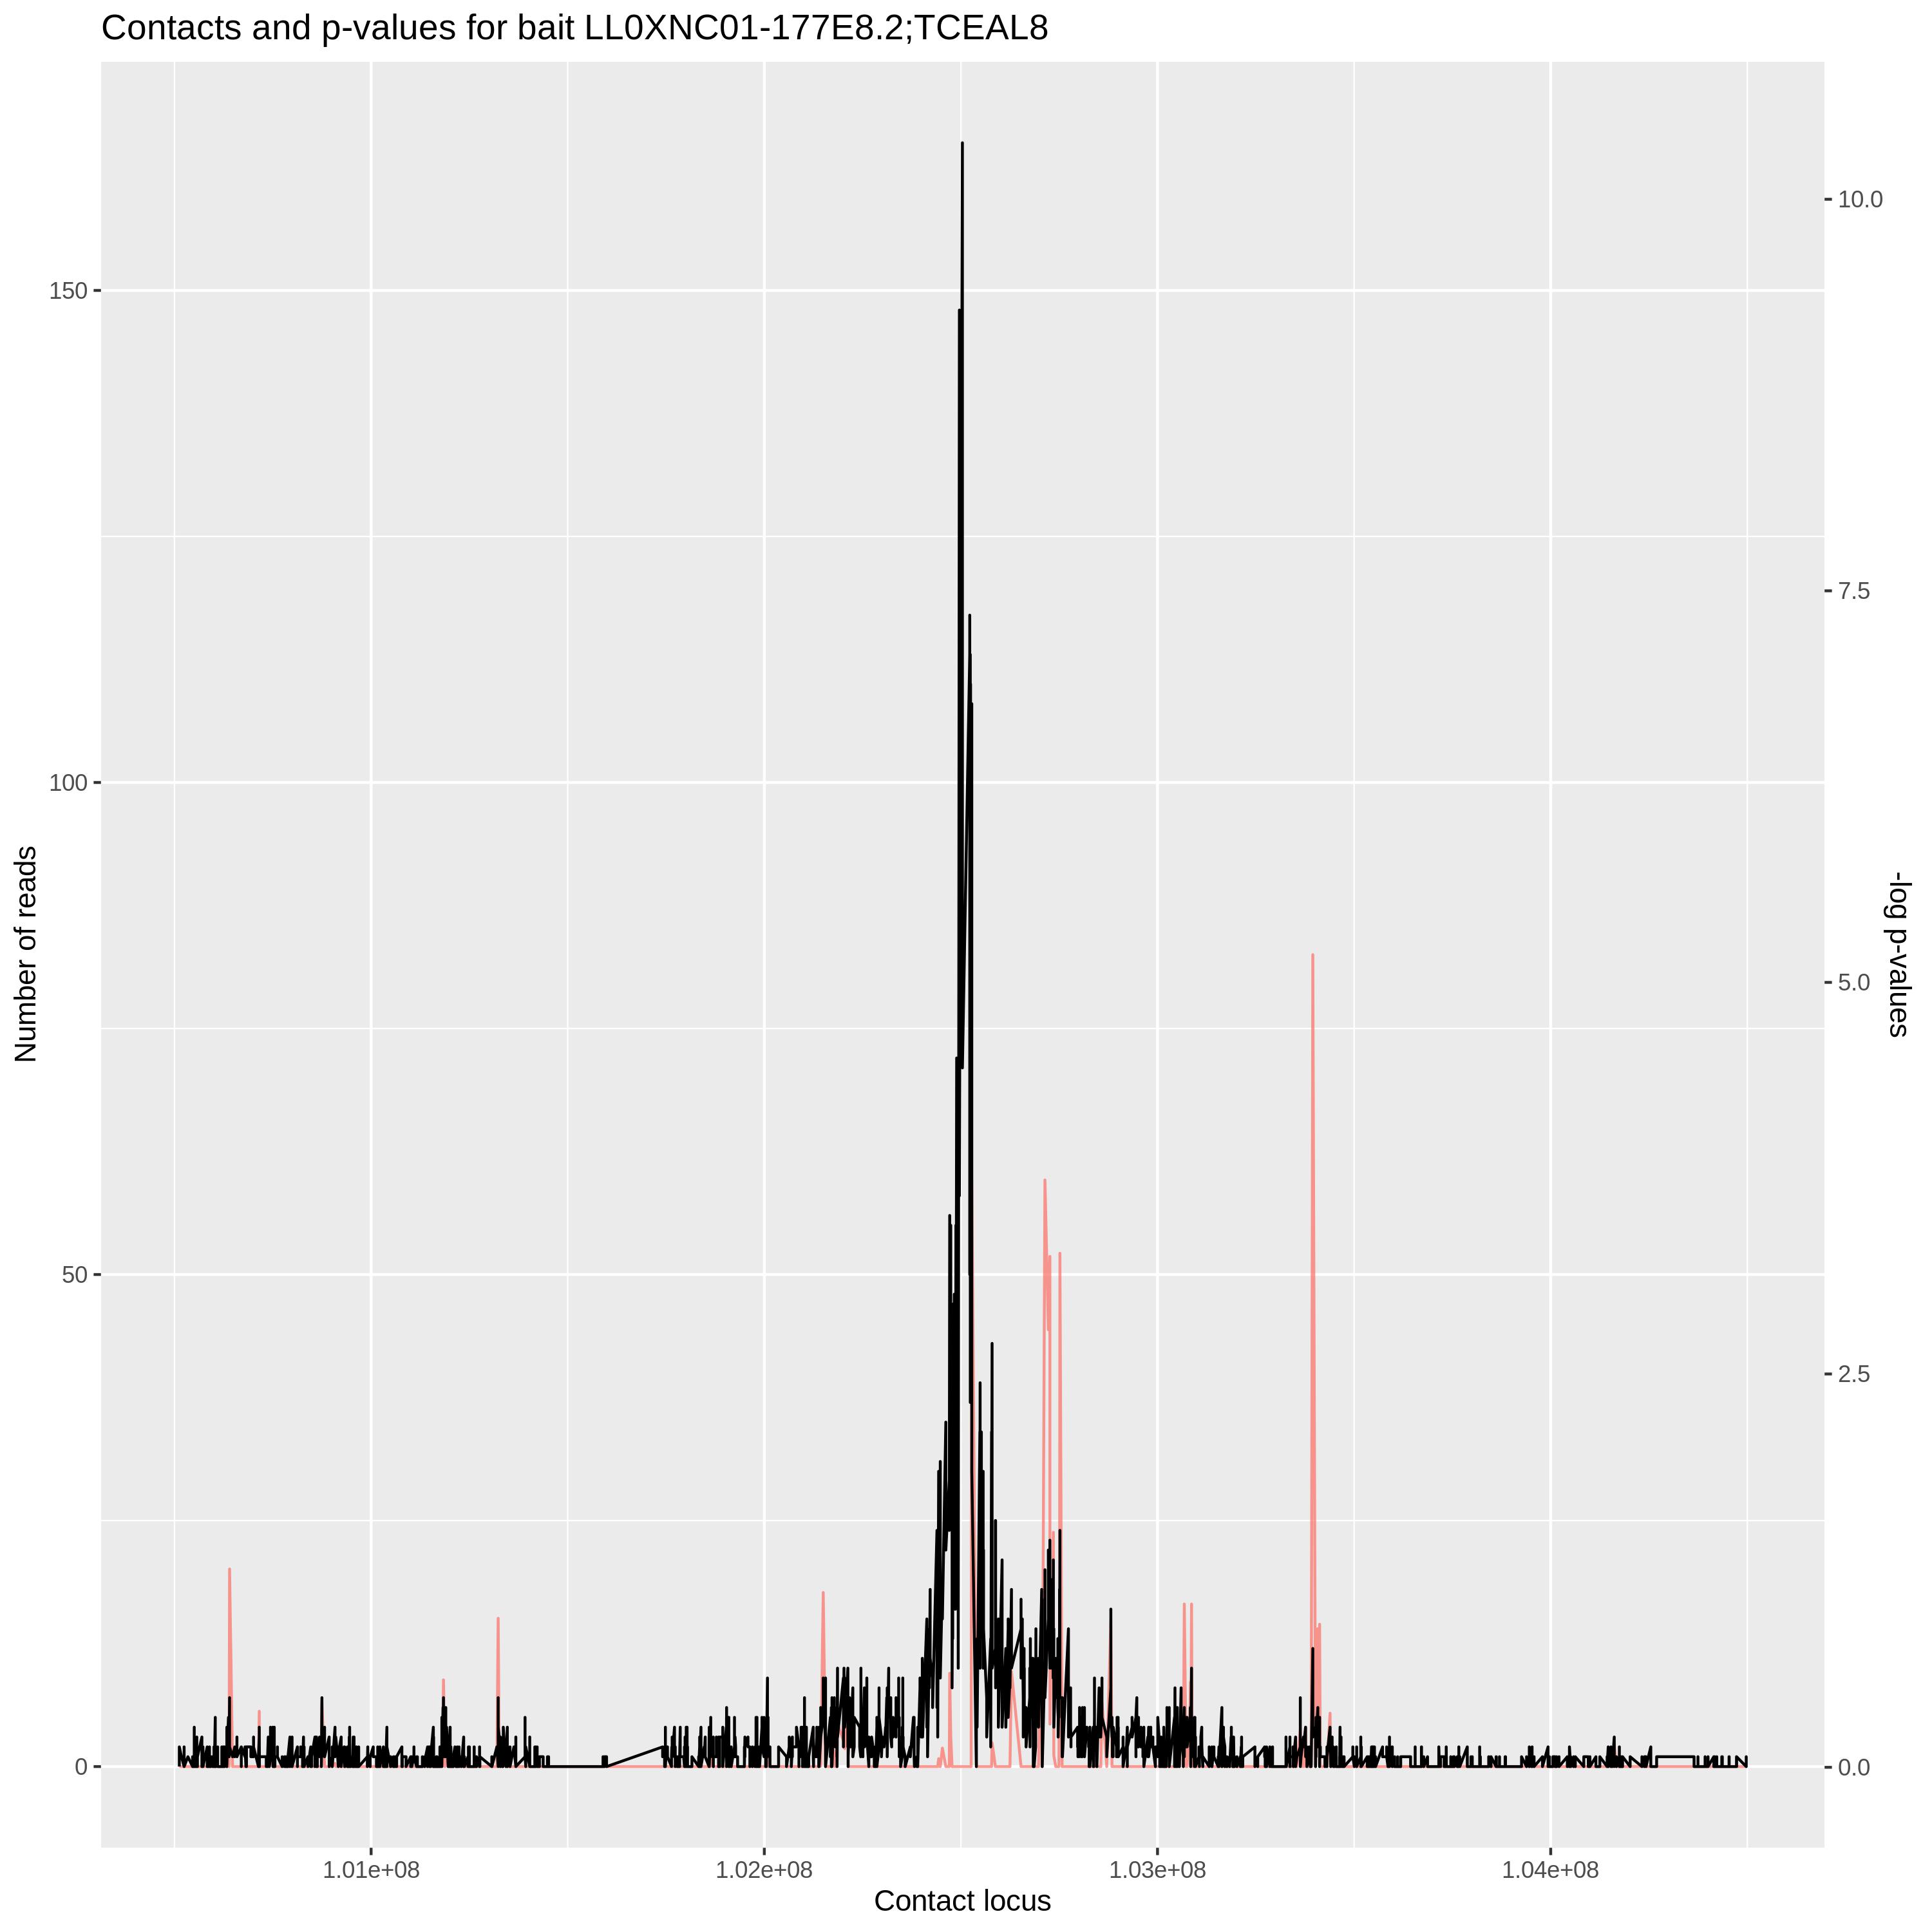 Contacts and p-values for bait LL0XNC01-177E8.2;TCEAL8
Number of reads
150
100
50
0
10.0
7.5
5.0
2.5
0.0
-log p-values
1.01e+08
1.02e+08
1.03e+08
1.04e+08
Contact locus